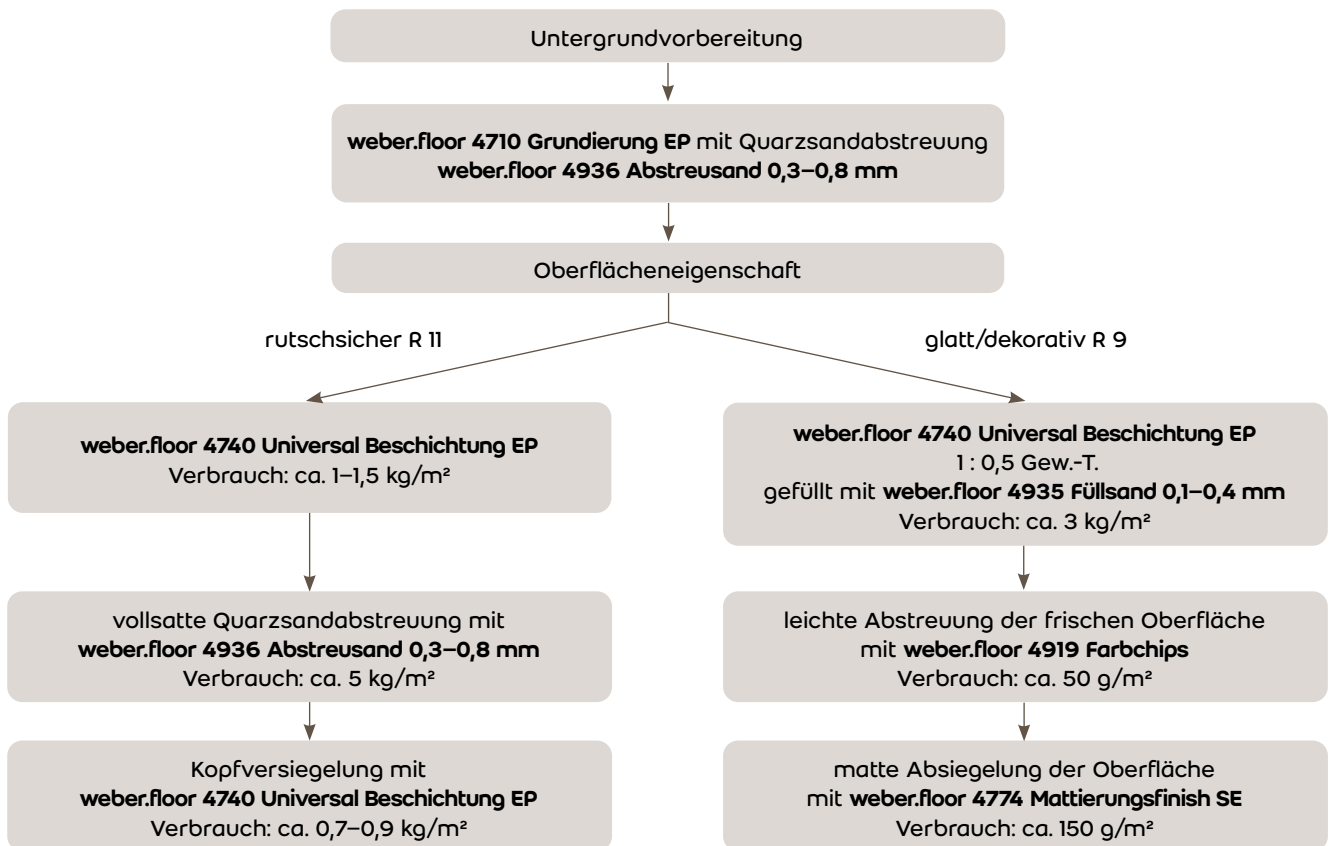 Untergrundvorbereitung
weber.floor 4710 Grundierung EP mit Quarzsandabstreuung
weber.floor 4936 Abstreusand 0,3–0,8 mm
Oberflächeneigenschaft
rutschsicher R 11
glatt/dekorativ R 9
weber.floor 4740 Universal Beschichtung EP
Verbrauch: ca. 1–1,5 kg/m²
weber.floor 4740 Universal Beschichtung EP
1 : 0,5 Gew.-T.
gefüllt mit weber.floor 4935 Füllsand 0,1–0,4 mm
Verbrauch: ca. 3 kg/m²
vollsatte Quarzsandabstreuung mit
weber.floor 4936 Abstreusand 0,3–0,8 mm
Verbrauch: ca. 5 kg/m²
leichte Abstreuung der frischen Oberfläche
mit weber.floor 4919 Farbchips
Verbrauch: ca. 50 g/m²
Kopfversiegelung mit
weber.floor 4740 Universal Beschichtung EP
Verbrauch: ca. 0,7–0,9 kg/m²
matte Absiegelung der Oberfläche
mit weber.floor 4774 Mattierungsfinish SE
Verbrauch: ca. 150 g/m²